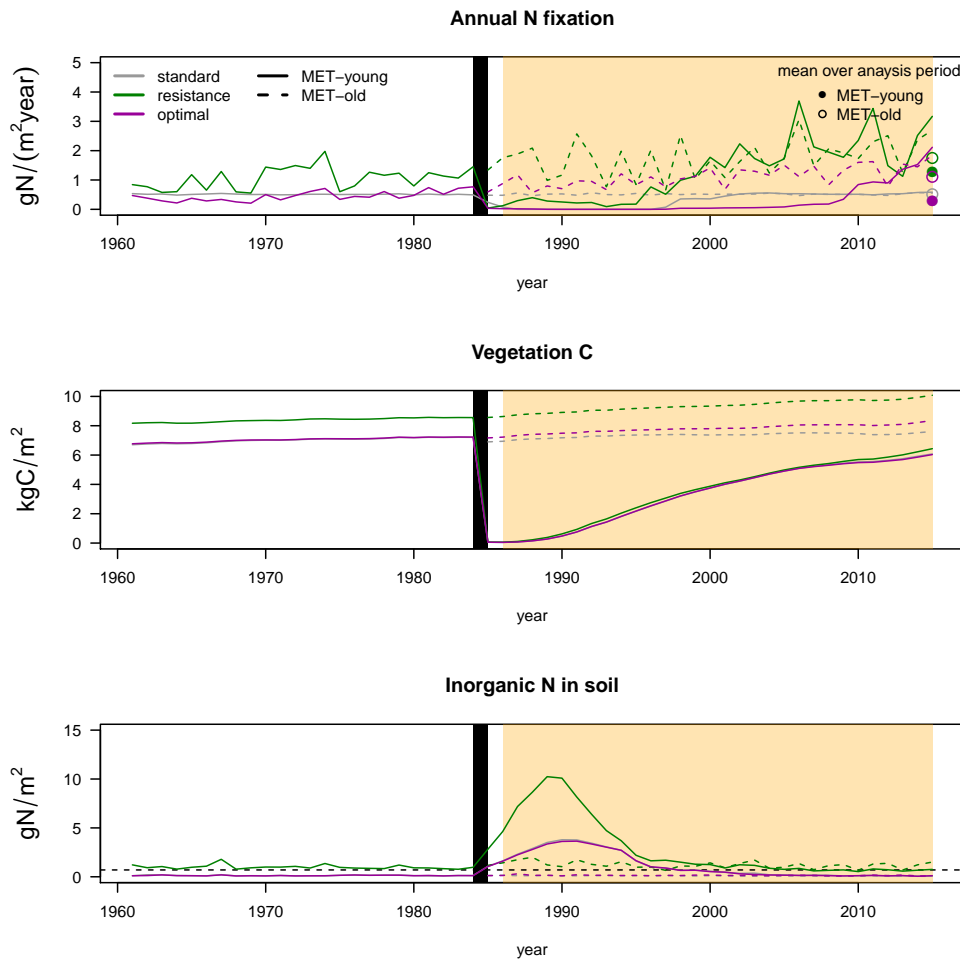 Annual N fixation
gN/(m²year)
5
4
3
2
1
0
standard
resistance
optimal
MET−young
MET−old
mean over anaysis period
MET−young
MET−old
1960 1970 1980 1990 2000 2010
year
Vegetation C
kgC/m²
10
8
6
4
2
0
1960 1970 1980 1990 2000 2010
year
Inorganic N in soil
gN/m²
15
10
5
0
1960 1970 1980 1990 2000 2010
year